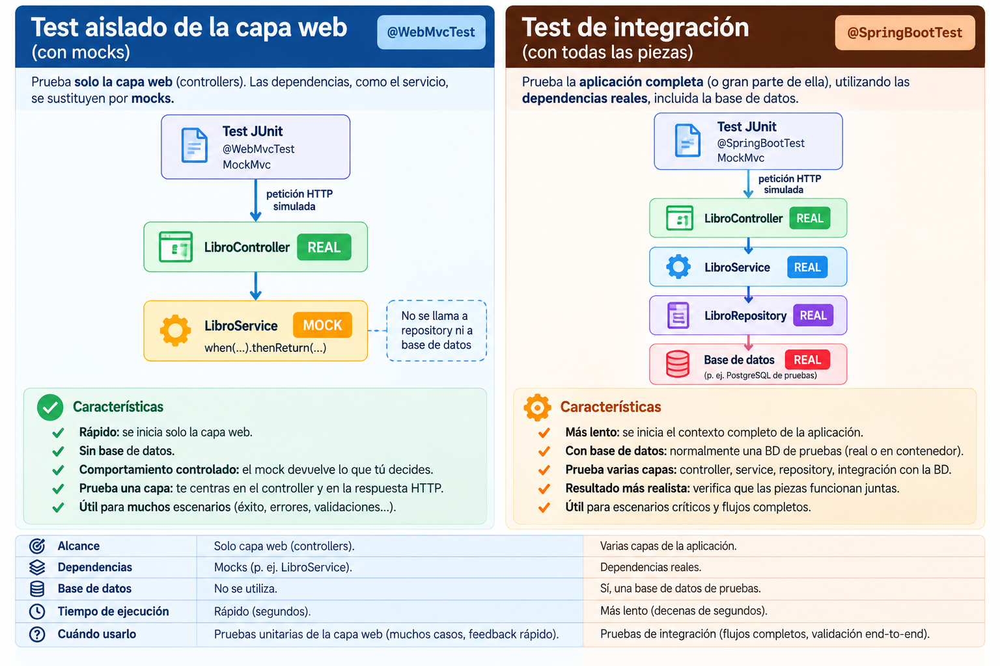 Test aislado de la capa web
(con mocks)
@WebMvcTest
Prueba solo la capa web (controllers). Las dependencias, como el servicio,
se sustituyen por mocks.
Test JUnit
@WebMvcTest
MockMvc
petición HTTP
simulada
LibroController
REAL
LibroService
MOCK
when(...).thenReturn(...)
No se llama a
repository ni a
base de datos
Características
Rápido: se inicia solo la capa web.
Sin base de datos.
Comportamiento controlado: el mock devuelve lo que tú decides.
Prueba una capa: te centras en el controller y en la respuesta HTTP.
Útil para muchos escenarios (éxito, errores, validaciones...).
Test de integración
(con todas las piezas)
@SpringBootTest
Prueba la aplicación completa (o gran parte de ella), utilizando las
dependencias reales, incluida la base de datos.
Test JUnit
@SpringBootTest
MockMvc
petición HTTP
simulada
LibroController
REAL
LibroService
REAL
LibroRepository
REAL
Base de datos
REAL
(p. ej. PostgreSQL de pruebas)
Características
Más lento: se inicia el contexto completo de la aplicación.
Con base de datos: normalmente una BD de pruebas (real o en contenedor).
Prueba varias capas: controller, service, repository, integración con la BD.
Resultado más realista: verifica que las piezas funcionan juntas.
Útil para escenarios críticos y flujos completos.
Alcance
Solo capa web (controllers).
Varias capas de la aplicación.
Dependencias
Mocks (p. ej. LibroService).
Dependencias reales.
Base de datos
No se utiliza.
Sí, una base de datos de pruebas.
Tiempo de ejecución
Rápido (segundos).
Más lento (decenas de segundos).
Cuándo usarlo
Pruebas unitarias de la capa web (muchos casos, feedback rápido).
Pruebas de integración (flujos completos, validación end-to-end).